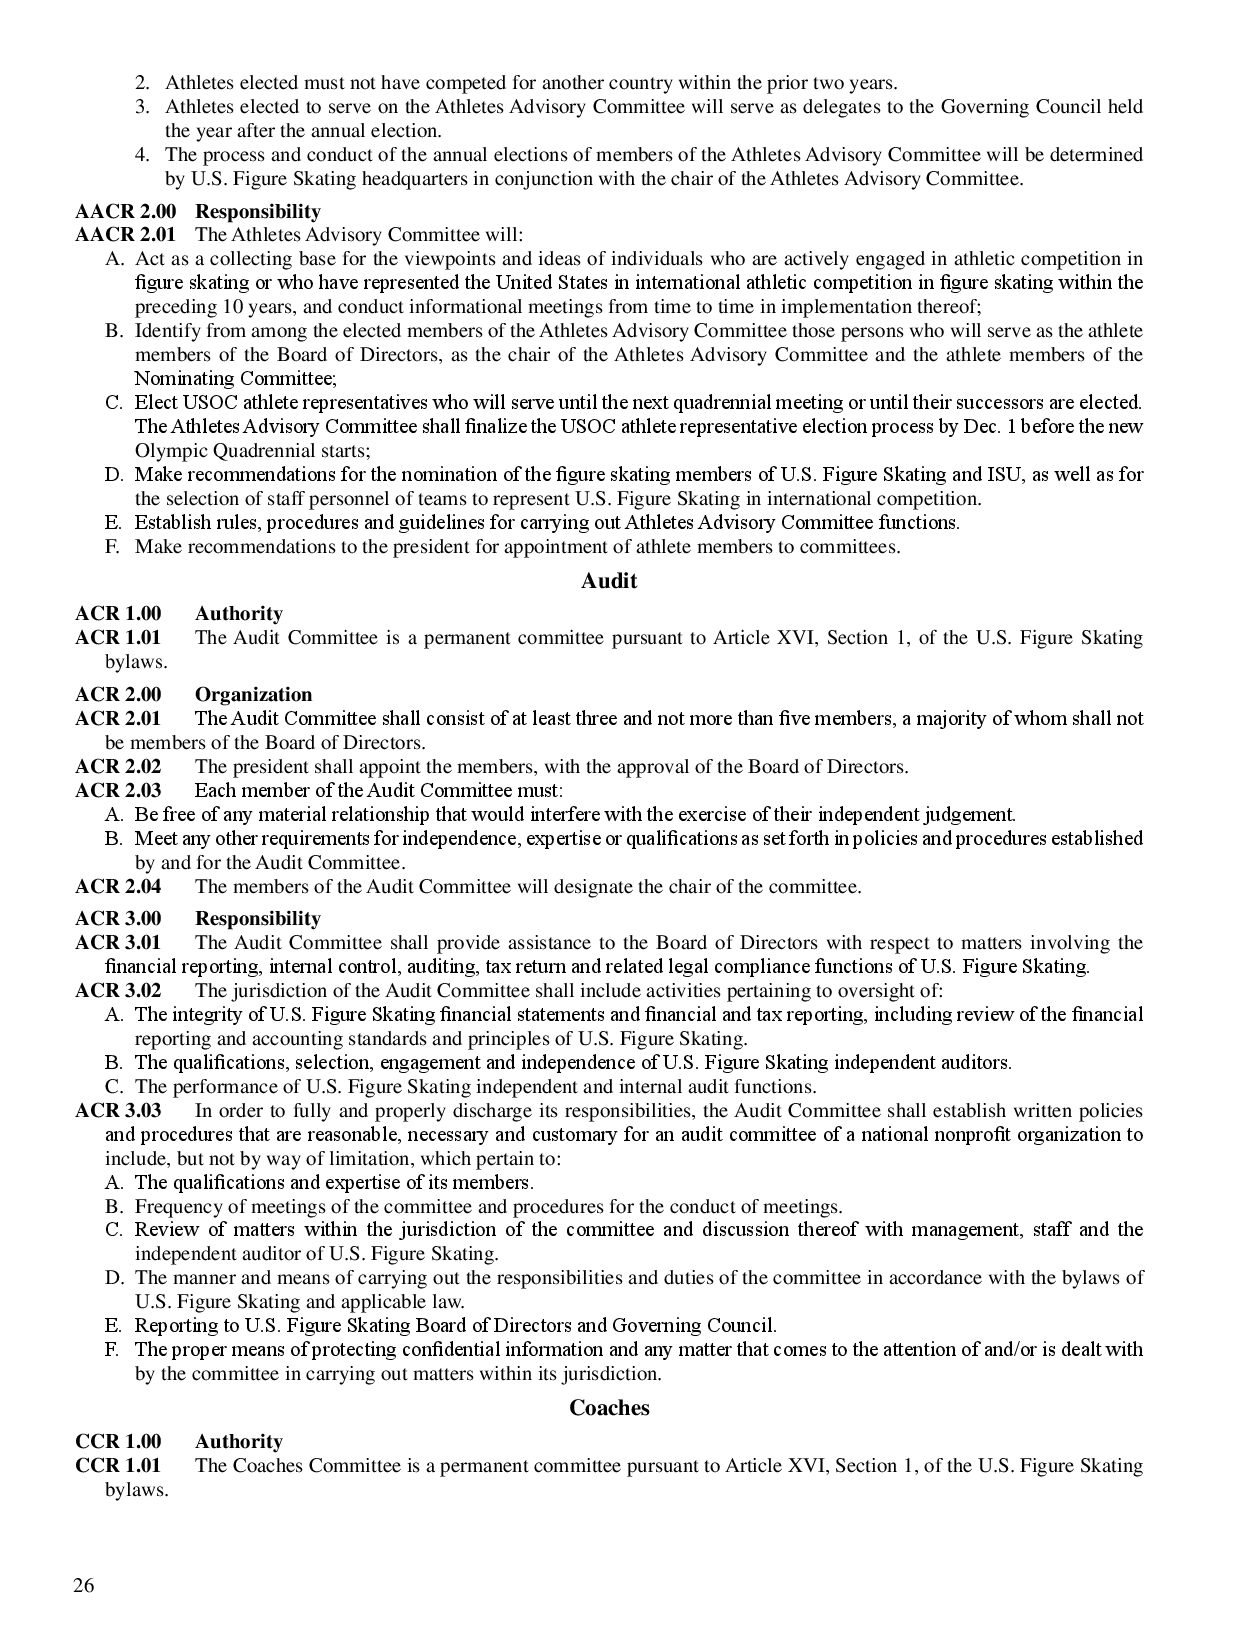 2. Athletes elected must not have competed for another country within the prior two years.
3. Athletes elected to serve on the Athletes Advisory Committee will serve as delegates to the Governing Council held
the year after the annual election.
4. The process and conduct of the annual elections of members of the Athletes Advisory Committee will be determined
by U.S. Figure Skating headquarters in conjunction with the chair of the Athletes Advisory Committee.
AACR 2.00 Responsibility
AACR 2.01 The Athletes Advisory Committee will:
A. Act as a collecting base for the viewpoints and ideas of individuals who are actively engaged in athletic competition in
figure skating or who have represented the United States in international athletic competition in figure skating within the
preceding 10 years, and conduct informational meetings from time to time in implementation thereof;
B. Identify from among the elected members of the Athletes Advisory Committee those persons who will serve as the athlete
members of the Board of Directors, as the chair of the Athletes Advisory Committee and the athlete members of the
Nominating Committee;
C. Elect USOC athlete representatives who will serve until the next quadrennial meeting or until their successors are elected.
The Athletes Advisory Committee shall finalize the USOC athlete representative election process by Dec. 1 before the new
Olympic Quadrennial starts;
D. Make recommendations for the nomination of the figure skating members of U.S. Figure Skating and ISU, as well as for
the selection of staff personnel of teams to represent U.S. Figure Skating in international competition.
E. Establish rules, procedures and guidelines for carrying out Athletes Advisory Committee functions.
F. Make recommendations to the president for appointment of athlete members to committees.
Audit
ACR 1.00 Authority
ACR 1.01 The Audit Committee is a permanent committee pursuant to Article XVI, Section 1, of the U.S. Figure Skating
bylaws.
ACR 2.00 Organization
ACR 2.01 The Audit Committee shall consist of at least three and not more than five members, a majority of whom shall not
be members of the Board of Directors.
ACR 2.02 The president shall appoint the members, with the approval of the Board of Directors.
ACR 2.03 Each member of the Audit Committee must:
A. Be free of any material relationship that would interfere with the exercise of their independent judgement.
B. Meet any other requirements for independence, expertise or qualifications as set forth in policies and procedures established
by and for the Audit Committee.
ACR 2.04 The members of the Audit Committee will designate the chair of the committee.
ACR 3.00 Responsibility
ACR 3.01 The Audit Committee shall provide assistance to the Board of Directors with respect to matters involving the
financial reporting, internal control, auditing, tax return and related legal compliance functions of U.S. Figure Skating.
ACR 3.02 The jurisdiction of the Audit Committee shall include activities pertaining to oversight of:
A. The integrity of U.S. Figure Skating financial statements and financial and tax reporting, including review of the financial
reporting and accounting standards and principles of U.S. Figure Skating.
B. The qualifications, selection, engagement and independence of U.S. Figure Skating independent auditors.
C. The performance of U.S. Figure Skating independent and internal audit functions.
ACR 3.03 In order to fully and properly discharge its responsibilities, the Audit Committee shall establish written policies
and procedures that are reasonable, necessary and customary for an audit committee of a national nonprofit organization to
include, but not by way of limitation, which pertain to:
A. The qualifications and expertise of its members.
B. Frequency of meetings of the committee and procedures for the conduct of meetings.
C. Review of matters within the jurisdiction of the committee and discussion thereof with management, staff and the
independent auditor of U.S. Figure Skating.
D. The manner and means of carrying out the responsibilities and duties of the committee in accordance with the bylaws of
U.S. Figure Skating and applicable law.
E. Reporting to U.S. Figure Skating Board of Directors and Governing Council.
F. The proper means of protecting confidential information and any matter that comes to the attention of and/or is dealt with
by the committee in carrying out matters within its jurisdiction.
Coaches
CCR 1.00 Authority
CCR 1.01 The Coaches Committee is a permanent committee pursuant to Article XVI, Section 1, of the U.S. Figure Skating
bylaws.
26